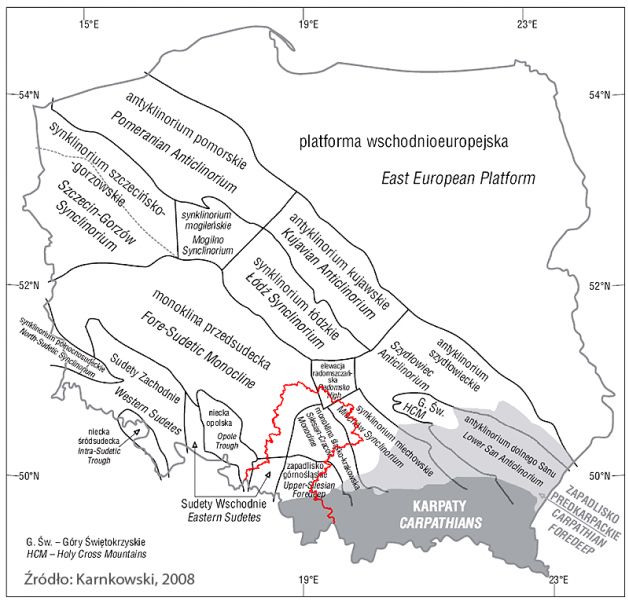 15°E
19°E
23°E
54°N
54°N
antyklinorium pomorskie
Pomeranian Anticlinorium
platforma wschodnioeuropejska
East European Platform
synklinorium szczecińsko-
-gorzowskie
Szczecin-Gorzów
Synclinorium
synklinorium
mogileńskie
Mogilno
Synclinorium
antyklinorium kujawskie
Kujavian Anticlinorium
synklinorium łódzkie
Łódź Synclinorium
52°N
52°N
monoklina przedsudecka
Fore-Sudetic Monocline
synklinorium północnosudeckie
North-Sudetic Synclinorium
Sudety Zachodnie
Western Sudetes
antyklinorium
szydłowieckie
Szydłowiec
Anticlinorium
elewacja
radomszczań-
ska
Radomsko
High
G. Św.
HCM
niecka
opolska
Opole
Trough
niecka
śródsudecka
Intra-Sudetic
Trough
monoklina śląsko-krakowska
Silesian-Cracow
Monocline
synklinorium miechowskie
Miechów Synclinorium
antyklinorium dolnego Sanu
Lower San Anticlinorium
50°N
50°N
zapadlisko
górnośląskie
Upper-Silesian
Foredeep
Sudety Wschodnie
Eastern Sudetes
KARPATY
CARPATHIANS
ZAPADLISKO
PREDKARPACKIE
CARPATHIAN
FOREDEEP
G. Św. – Góry Świętokrzyskie
HCM – Holy Cross Mountains
Źródło: Karnkowski, 2008
19°E
23°E